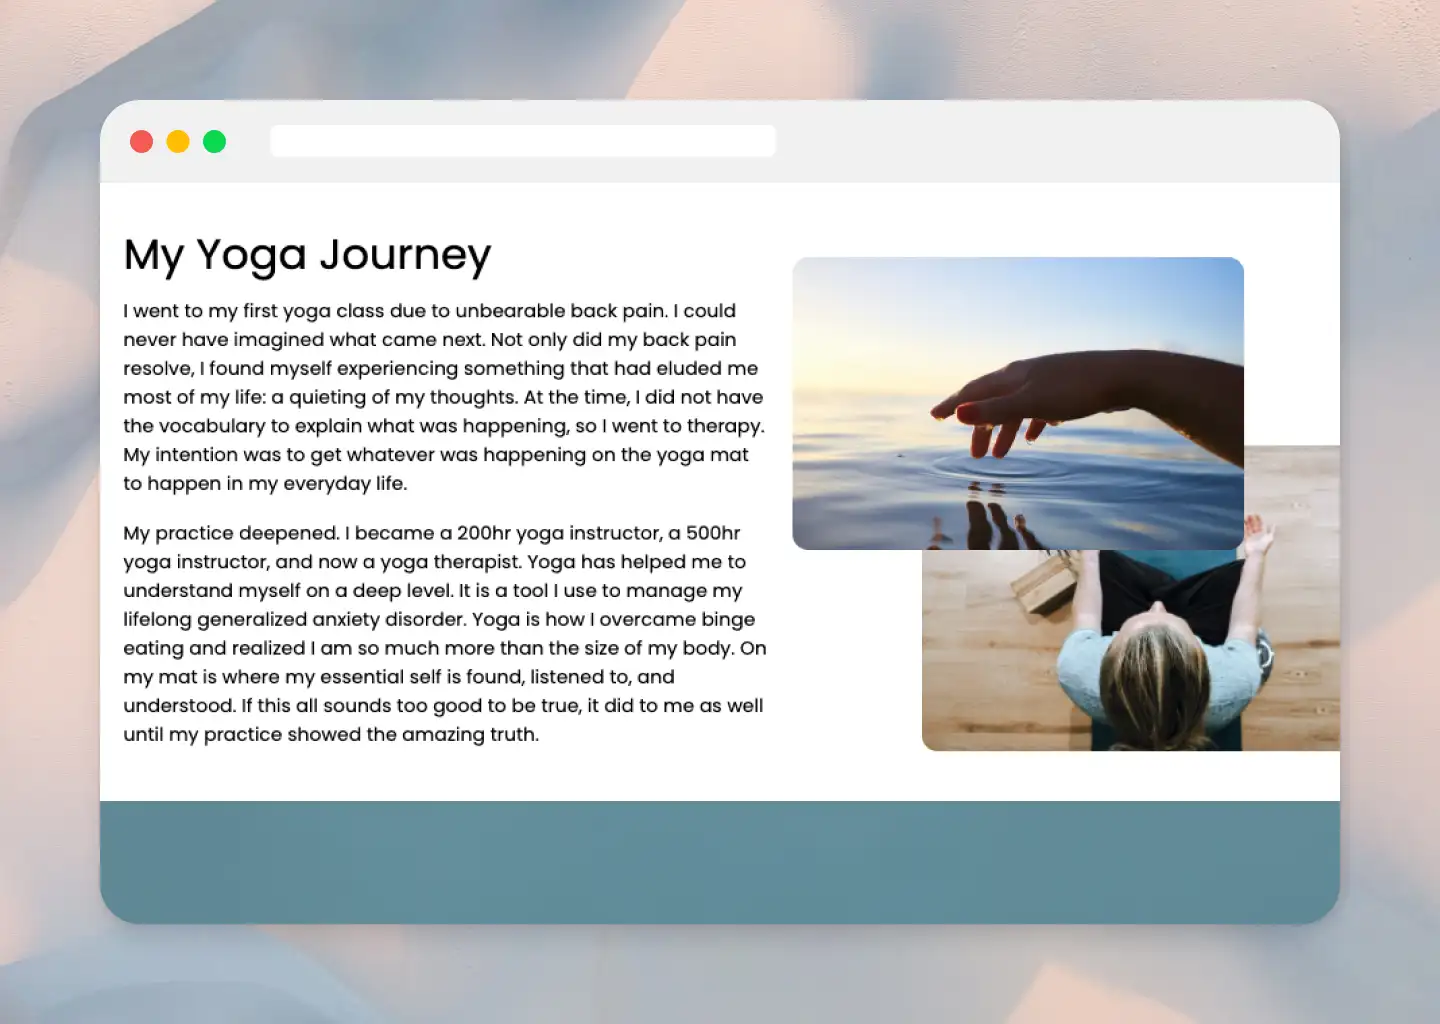 My Yoga Journey
I went to my first yoga class due to unbearable back pain. I could
never have imagined what came next. Not only did my back pain
resolve, I found myself experiencing something that had eluded me
most of my life: a quieting of my thoughts. At the time, I did not have
the vocabulary to explain what was happening, so I went to therapy.
My intention was to get whatever was happening on the yoga mat
to happen in my everyday life.
My practice deepened. I became a 200hr yoga instructor, a 500hr
yoga instructor, and now a yoga therapist. Yoga has helped me to
understand myself on a deep level. It is a tool I use to manage my
lifelong generalized anxiety disorder. Yoga is how I overcame binge
eating and realized I am so much more than the size of my body. On
my mat is where my essential self is found, listened to, and
understood. If this all sounds too good to be true, it did to me as well
until my practice showed the amazing truth.